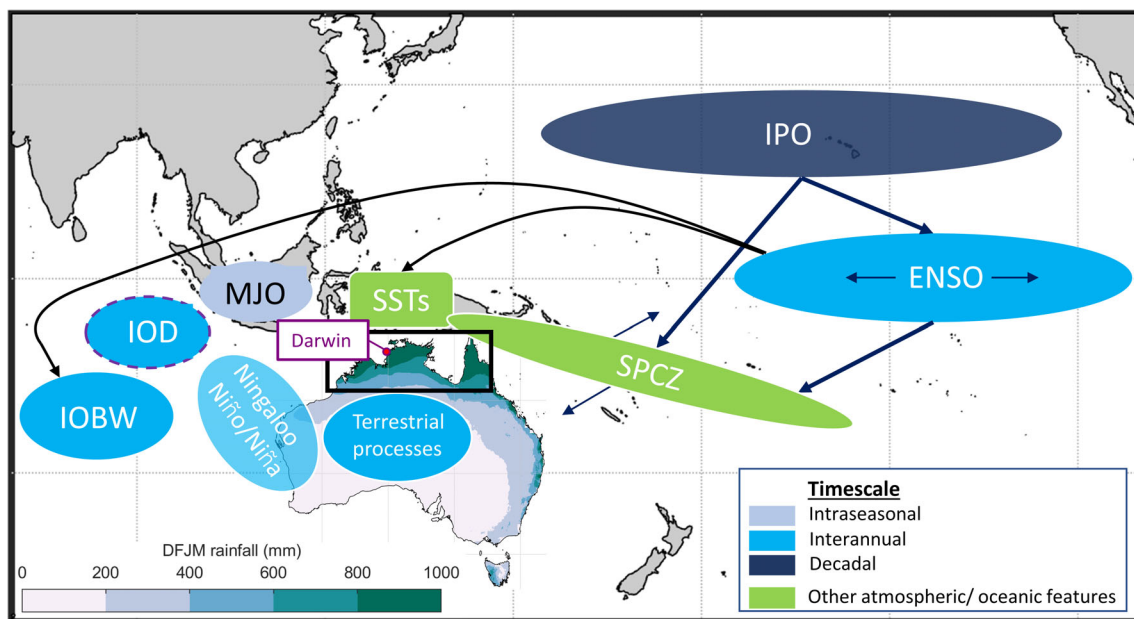 IPO
ENSO
MJO
SSTs
IOD
Darwin
SPCZ
IOBW
Ningaloo
Niño/Niña
Terrestrial
processes
DFJM rainfall (mm)
0 200 400 600 800 1000
Timescale
Intraseasonal
Interannual
Decadal
Other atmospheric/ oceanic features